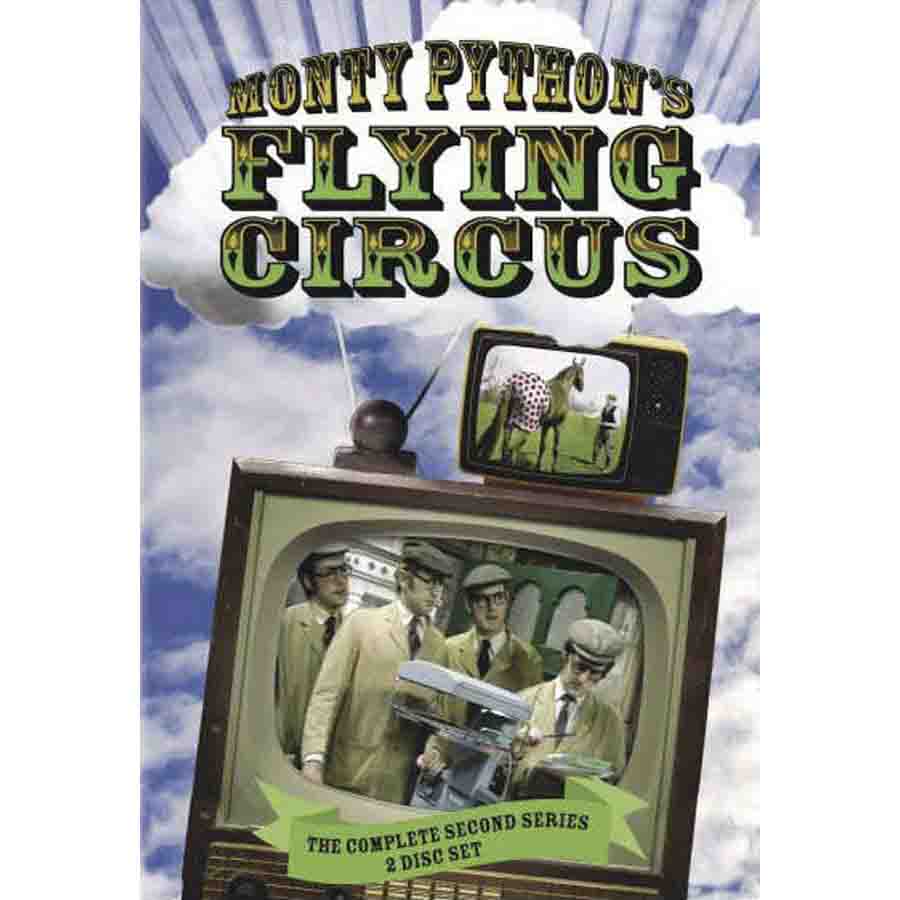 MONTY PYTHON'S
FLYING
CIRCUS
THE COMPLETE SECOND SERIES
2 DISC SET